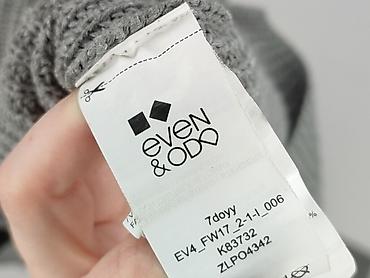 even
&ODD
7doyy
EV4_FW17_2-1-I_006
K83732
ZLPO4342